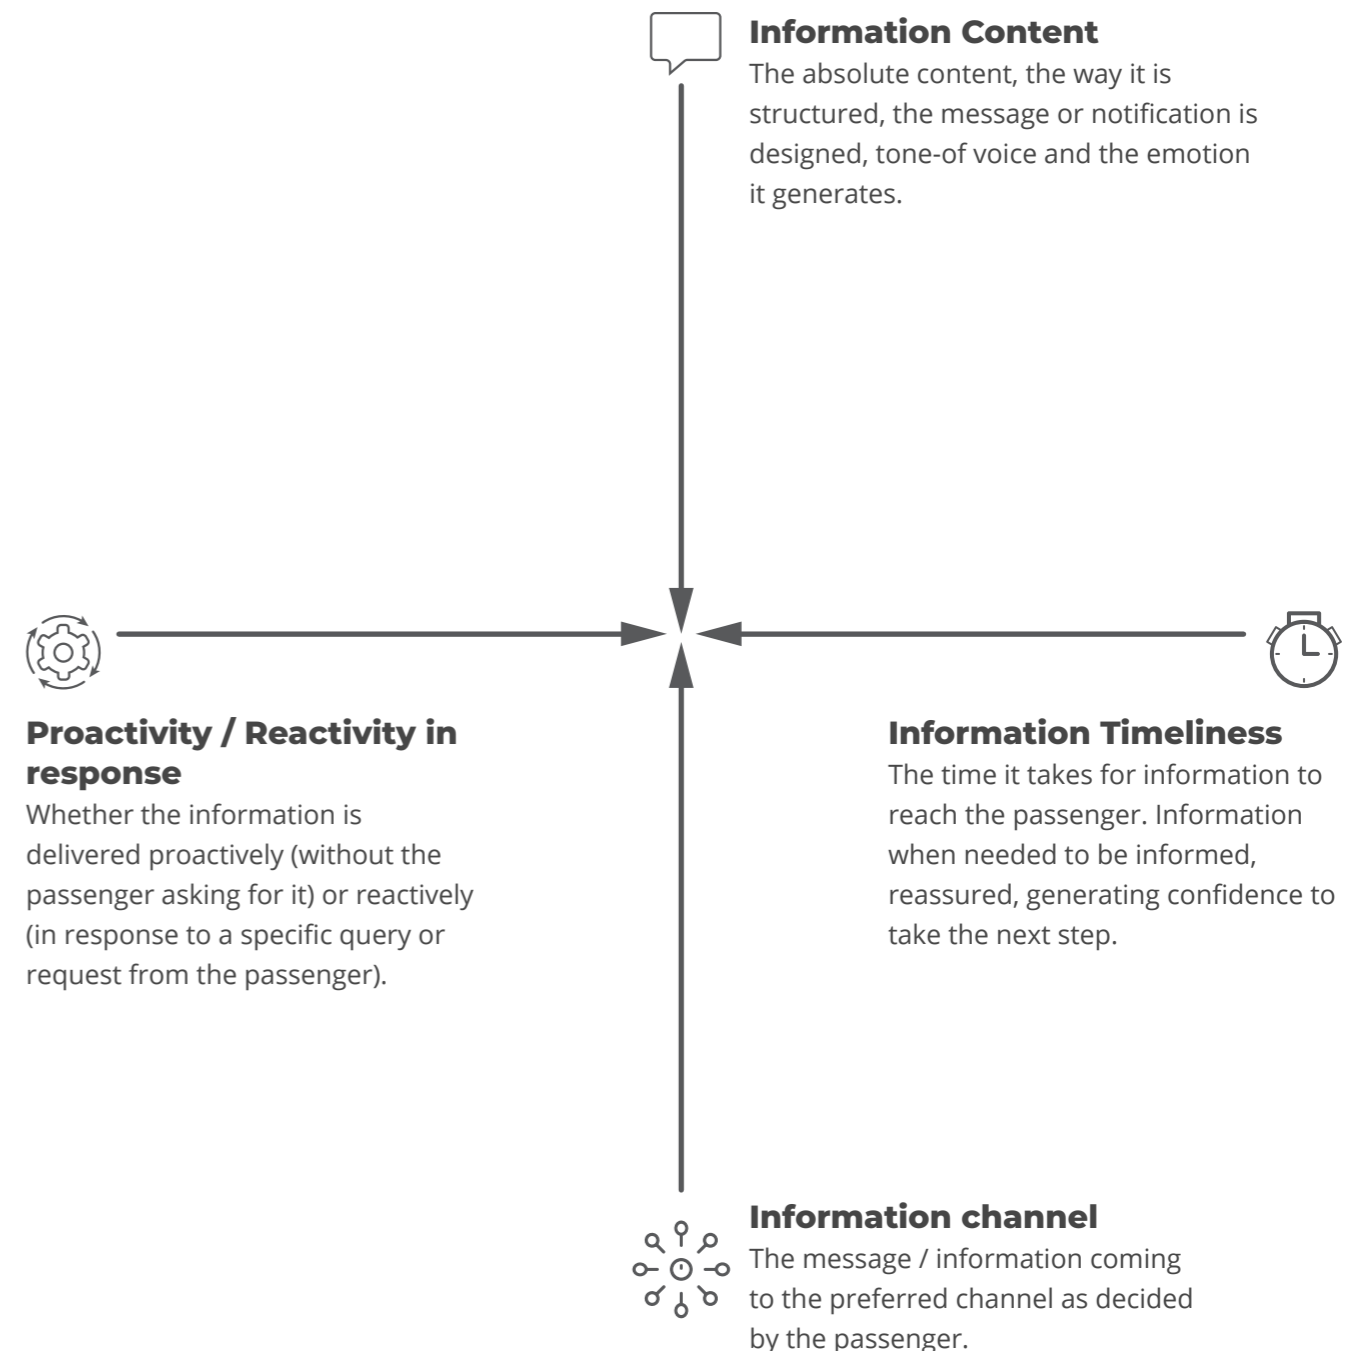 Information Content
The absolute content, the way it is
structured, the message or notification is
designed, tone-of voice and the emotion
it generates.
Proactivity / Reactivity in
response
Whether the information is
delivered proactively (without the
passenger asking for it) or reactively
(in response to a specific query or
request from the passenger).
Information Timeliness
The time it takes for information to
reach the passenger. Information
when needed to be informed,
reassured, generating confidence to
take the next step.
Information channel
The message / information coming
to the preferred channel as decided
by the passenger.